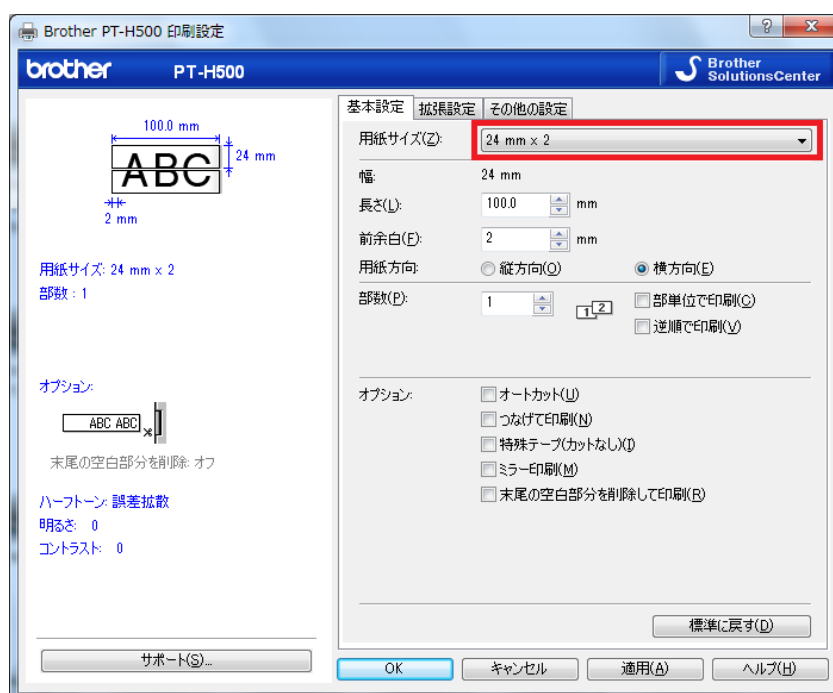 Brother PT-H500 印刷設定
brother PT-H500
Brother SolutionsCenter
100.0 mm
ABC
24 mm
2 mm
用紙サイズ: 24 mm x 2
部数 : 1
オプション:
ABC ABC
末尾の空白部分を削除: オフ
ハーフトーン: 誤差拡散
明るさ: 0
コントラスト: 0
サポート(S)...
基本設定 拡張設定 その他の設定
用紙サイズ(Z): 24 mm x 2
幅: 24 mm
長さ(L): 100.0 mm
前余白(F): 2 mm
用紙方向: 縦方向(O) 横方向(E)
部数(P): 1 1 2 部単位で印刷(C)
逆順で印刷(V)
オプション: オートカット(U)
つなげて印刷(N)
特殊テープ(カットなし)(I)
ミラー印刷(M)
末尾の空白部分を削除して印刷(R)
標準に戻す(D)
OK キャンセル 適用(A) ヘルプ(H)